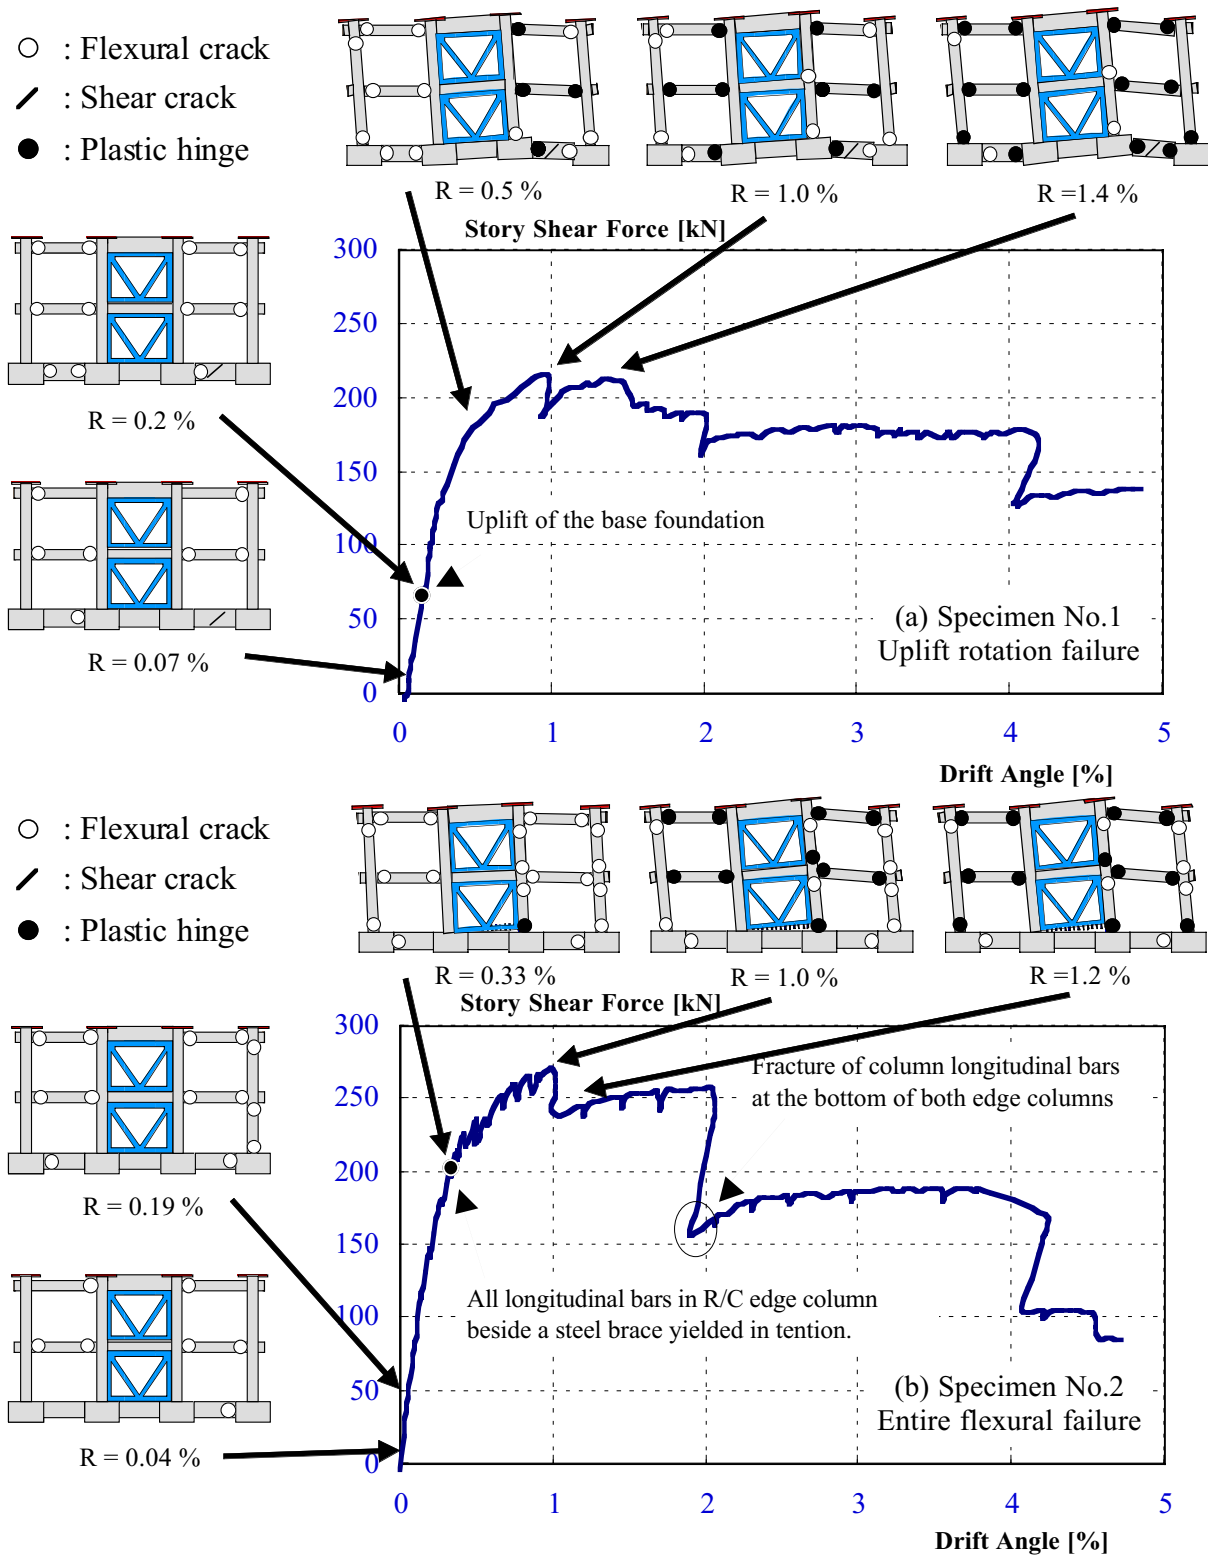 : Flexural crack
: Shear crack
: Plastic hinge
R = 0.5 %
R = 1.0 %
R =1.4 %
Story Shear Force [kN]
300
250
200
150
100
50
0
R = 0.2 %
R = 0.07 %
Uplift of the base foundation
(a) Specimen No.1
Uplift rotation failure
0 1 2 3 4 5
Drift Angle [%]
: Flexural crack
: Shear crack
: Plastic hinge
R = 0.33 %
R = 1.0 %
R =1.2 %
Story Shear Force [kN]
300
250
200
150
100
50
0
R = 0.19 %
R = 0.04 %
Fracture of column longitudinal bars
at the bottom of both edge columns
All longitudinal bars in R/C edge column
beside a steel brace yielded in tention.
(b) Specimen No.2
Entire flexural failure
0 1 2 3 4 5
Drift Angle [%]